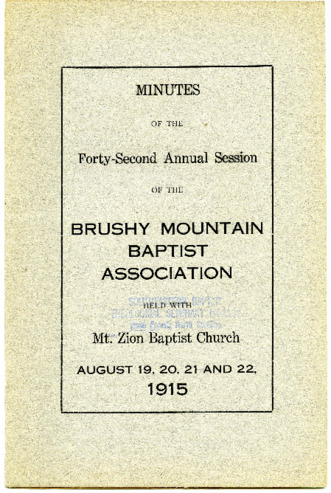 MINUTES
OF THE
Forty-Second Annual Session
OF THE
BRUSHY MOUNTAIN
BAPTIST
ASSOCIATION
HELD WITH
Mt. Zion Baptist Church
AUGUST 19, 20, 21 AND 22,
1915